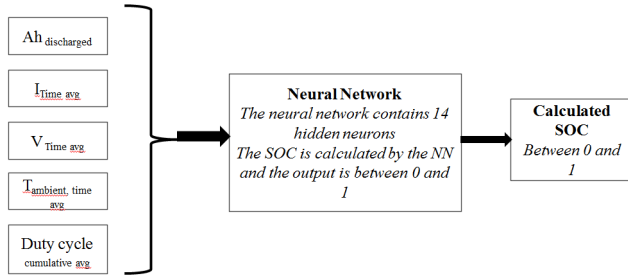 Ah discharged
I Time avg
V Time avg
T ambient, time
avg
Duty cycle
cumulative avg
Neural Network
The neural network contains 14
hidden neurons
The SOC is calculated by the NN
and the output is between 0 and
1
Calculated
SOC
Between 0 and
1